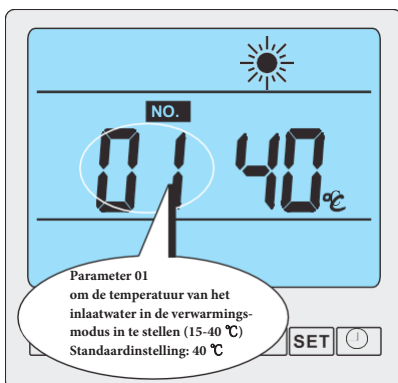 NO.
01 40 ℃
Parameter 01
om de temperatuur van het
inlaatwater in de verwarmings-
modus in te stellen (15-40 ℃)
Standaardinstelling: 40 ℃
SET